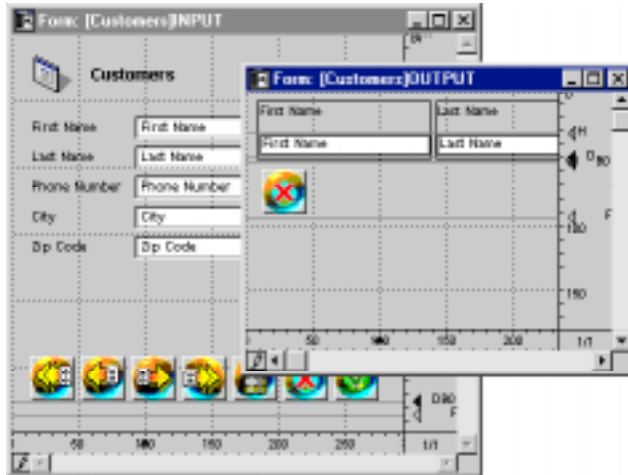 Form: [Customers]INPUT
Customers
First Name
First Name
Last Name
Last Name
Phone Number
Phone Number
City
City
Zip Code
Zip Code
50
100
150
200
250
1/1
Form: [Customers]OUTPUT
First Name
Last Name
First Name
Last Name
H
D
F
100
150
50
100
150
200
1/1